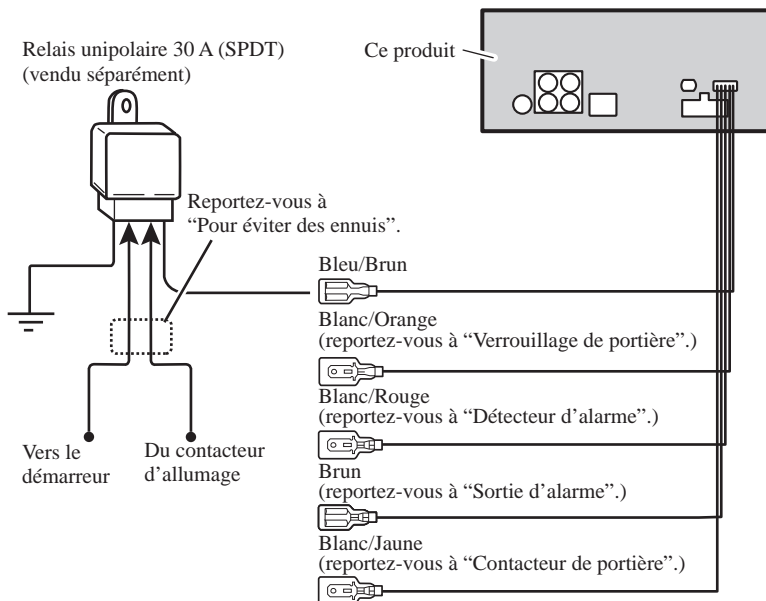 Relais unipolaire 30 A (SPDT)
(vendu séparément)
Ce produit
Reportez-vous à
“Pour éviter des ennuis”.
Bleu/Brun
Blanc/Orange
(reportez-vous à “Verrouillage de portière”.)
Blanc/Rouge
(reportez-vous à “Détecteur d’alarme”.)
Vers le
démarreur
Du contacteur
d’allumage
Brun
(reportez-vous à “Sortie d’alarme”.)
Blanc/Jaune
(reportez-vous à “Contacteur de portière”.)